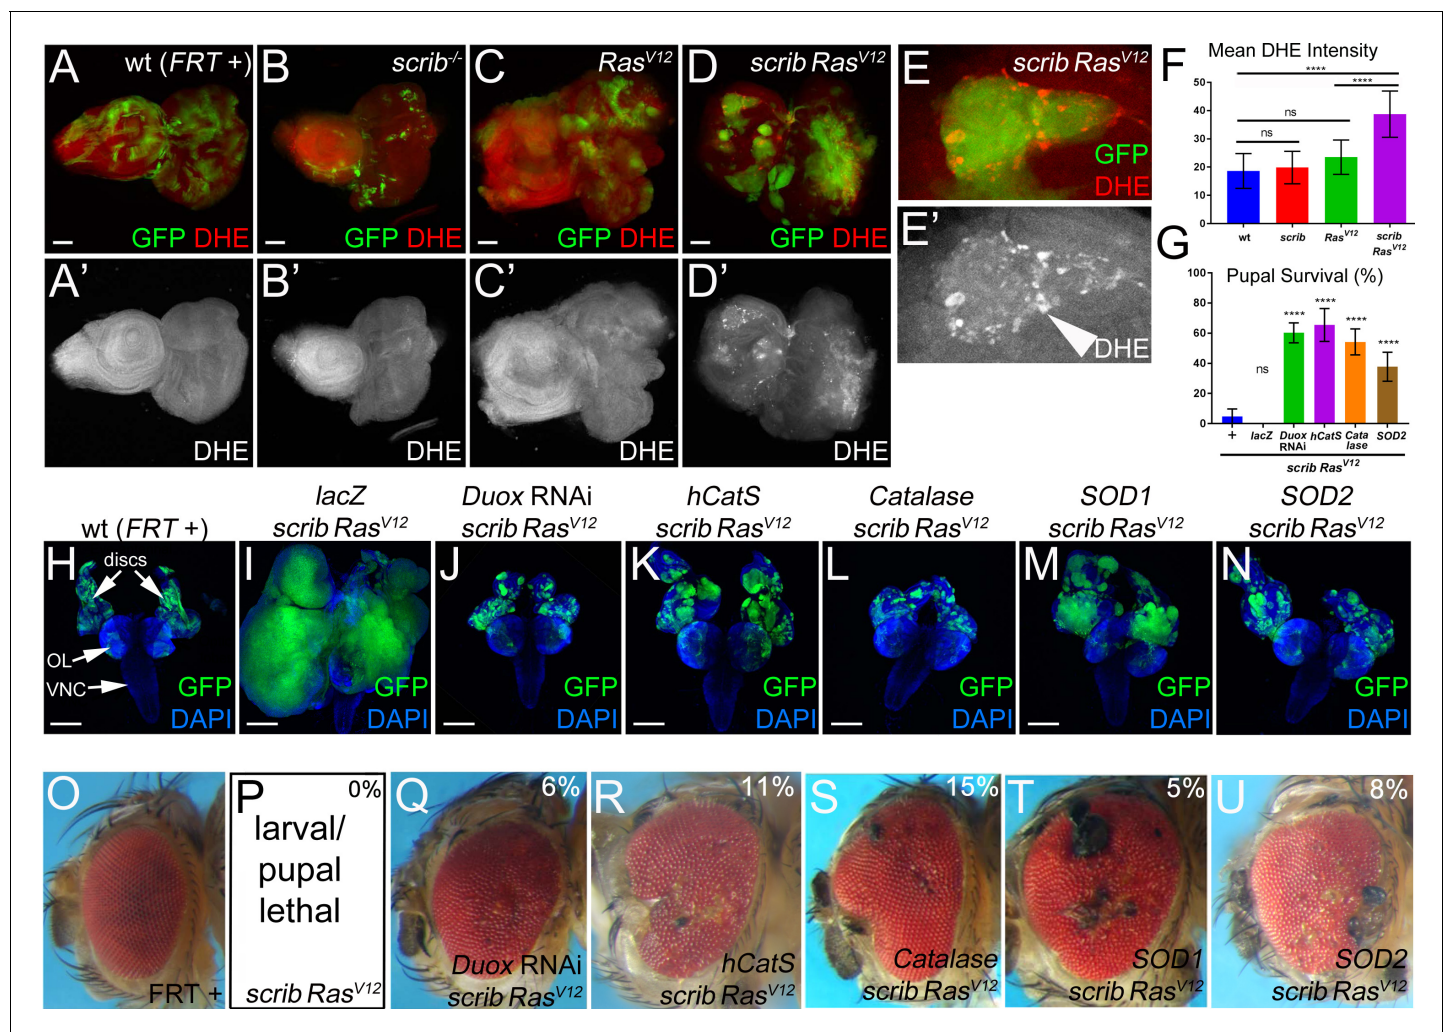 A wt (FRT +)
GFP DHE
B scrib-/-
GFP DHE
C RasV12
GFP DHE
D scrib RasV12
GFP DHE
E scrib RasV12
GFP
DHE
A’
DHE
B’
DHE
C’
DHE
D’
DHE
E’
DHE
F
Mean DHE Intensity
****
****
ns
ns
50
40
30
20
10
0
wt scrib RasV12 scrib
RasV12
G
Pupal Survival (%)
100
80
60
40
20
0
ns
**** **** **** ****
+ lacZ Duox hCatS Cata SOD2
RNAi lase
scrib RasV12
wt (FRT +)
H
discs
OL
VNC
GFP
DAPI
lacZ
scrib RasV12
I
GFP
DAPI
Duox RNAi
scrib RasV12
J
GFP
DAPI
hCatS
scrib RasV12
K
GFP
DAPI
Catalase
scrib RasV12
L
GFP
DAPI
SOD1
scrib RasV12
M
GFP
DAPI
SOD2
scrib RasV12
N
GFP
DAPI
O
FRT +
P 0%
larval/
pupal
lethal
scrib RasV12
Q 6%
Duox RNAi
scrib RasV12
R 11%
hCatS
scrib RasV12
S 15%
Catalase
scrib RasV12
T 5%
SOD1
scrib RasV12
U 8%
SOD2
scrib RasV12